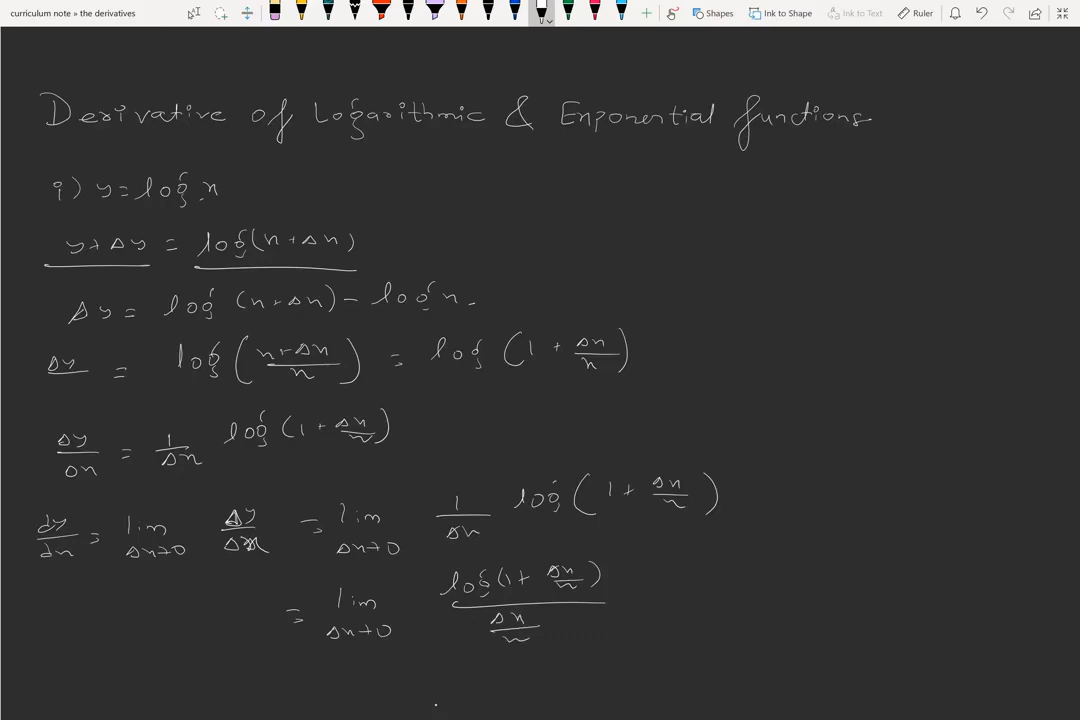 curriculum note » the derivatives
Shapes Ink to Shape Ink to Text Ruler
Derivative of Logarithmic & Exponential functions
i) y = log x
y + Δy = log(x + Δx)
Δy = log (x + Δx) - log x.
Δy = log ( x + Δx / x ) = log ( 1 + Δx / x )
Δy / Δx = 1 / Δx log ( 1 + Δx / x )
dy / dx = lim Δx→0 Δy / Δx = lim Δx→0 1 / Δx log ( 1 + Δx / x )
= lim Δx→0 log ( 1 + Δx / x ) / Δx / x